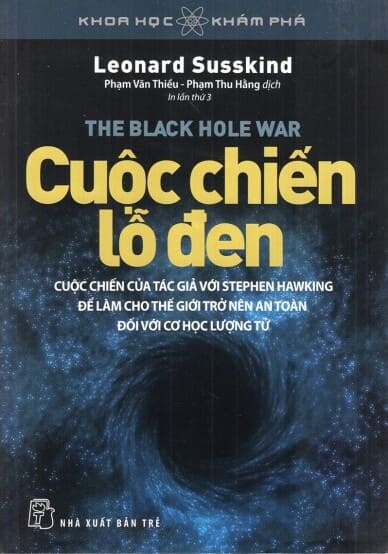 KHOA HỌC KHÁM PHÁ
Leonard Susskind
Phạm Văn Thiều - Phạm Thu Hằng dịch
In lần thứ 3
THE BLACK HOLE WAR
Cuộc chiến
lỗ đen
CUỘC CHIẾN CỦA TÁC GIẢ VỚI STEPHEN HAWKING
ĐỂ LÀM CHO THẾ GIỚI TRỞ NÊN AN TOÀN
ĐỐI VỚI CƠ HỌC LƯỢNG TỬ
NHÀ XUẤT BẢN TRẺ